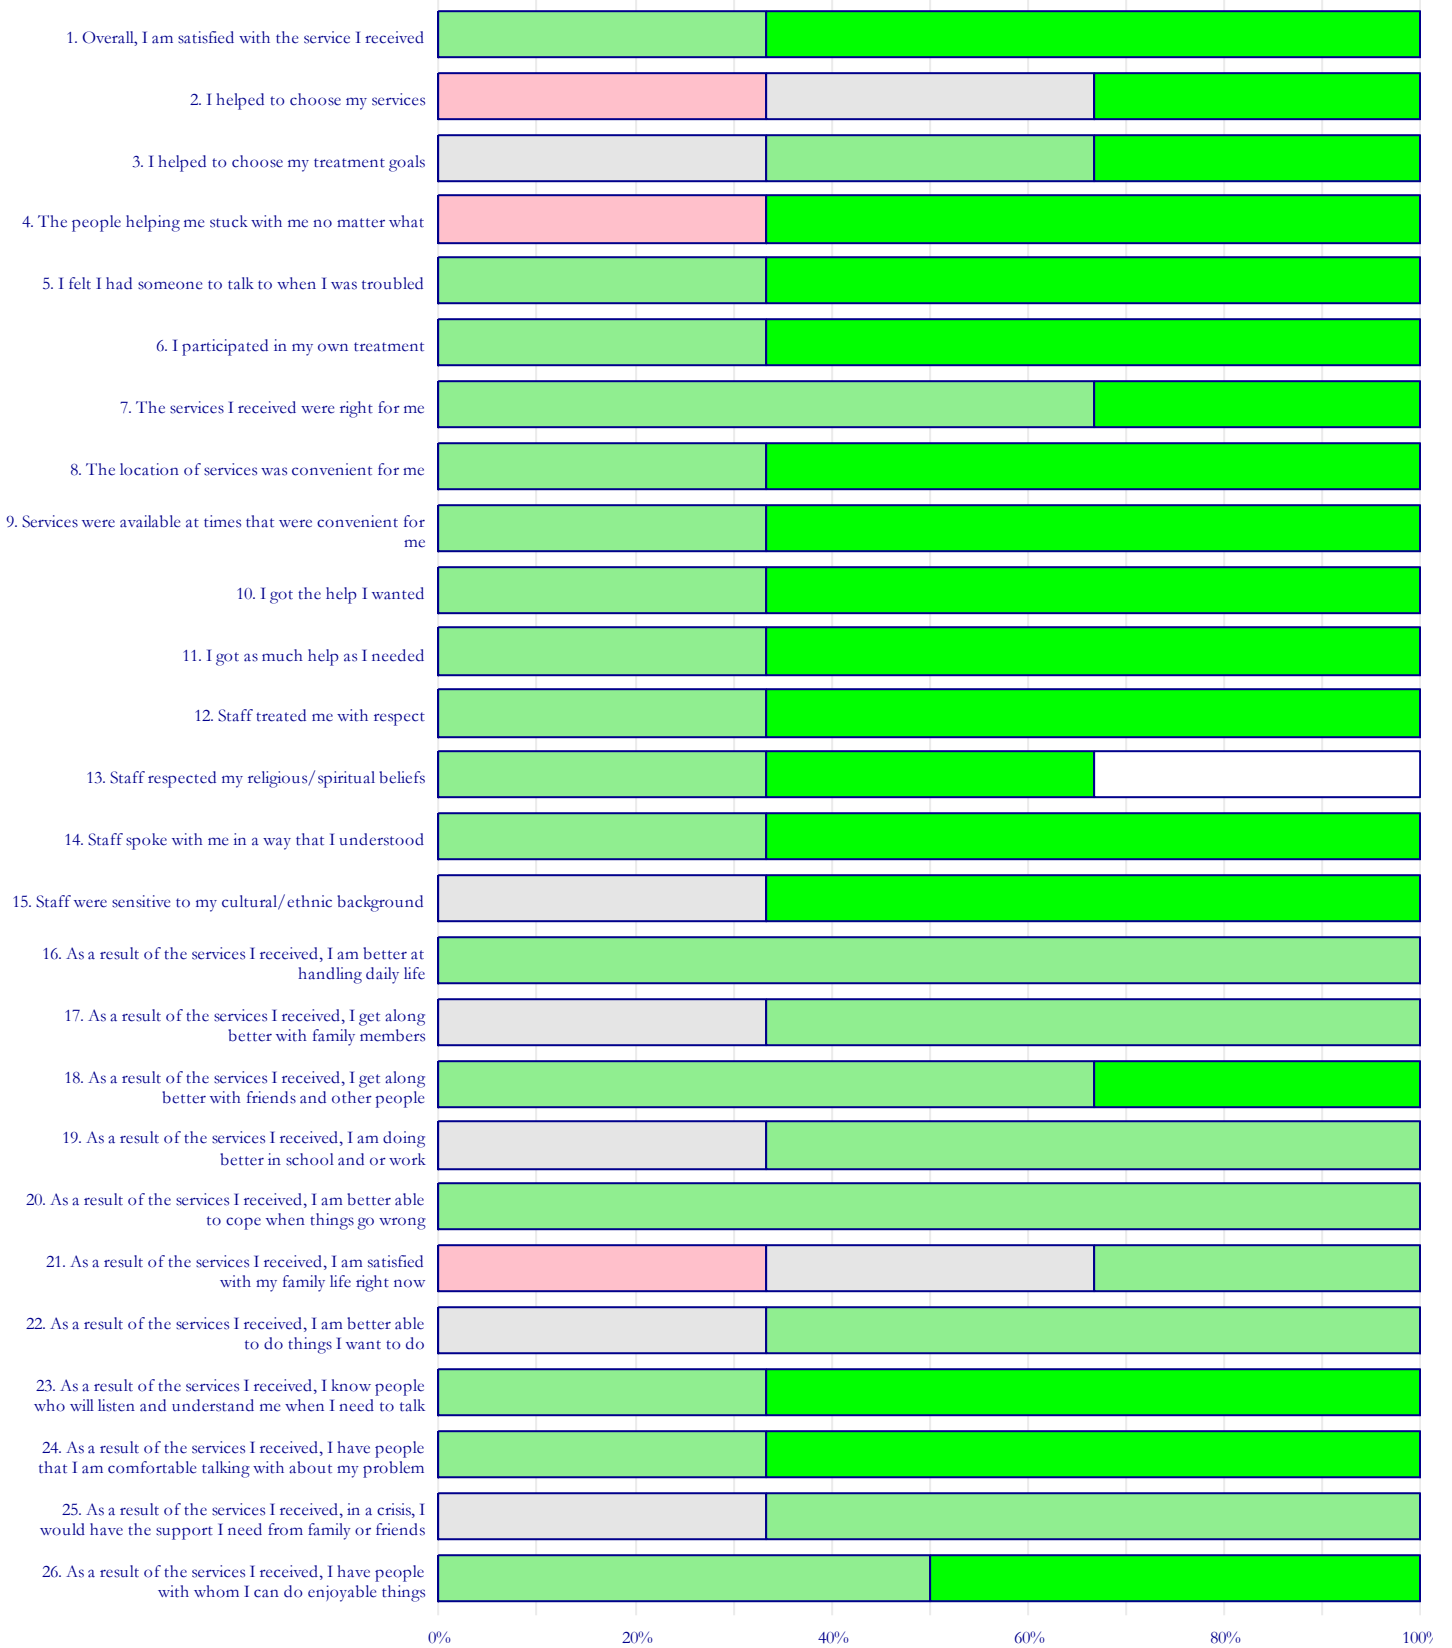 1. Overall, I am satisfied with the service I received
2. I helped to choose my services
3. I helped to choose my treatment goals
4. The people helping me stuck with me no matter what
5. I felt I had someone to talk to when I was troubled
6. I participated in my own treatment
7. The services I received were right for me
8. The location of services was convenient for me
9. Services were available at times that were convenient for
me
10. I got the help I wanted
11. I got as much help as I needed
12. Staff treated me with respect
13. Staff respected my religious/spiritual beliefs
14. Staff spoke with me in a way that I understood
15. Staff were sensitive to my cultural/ethnic background
16. As a result of the services I received, I am better at
handling daily life
17. As a result of the services I received, I get along
better with family members
18. As a result of the services I received, I get along
better with friends and other people
19. As a result of the services I received, I am doing
better in school and or work
20. As a result of the services I received, I am better able
to cope when things go wrong
21. As a result of the services I received, I am satisfied
with my family life right now
22. As a result of the services I received, I am better able
to do things I want to do
23. As a result of the services I received, I know people
who will listen and understand me when I need to talk
24. As a result of the services I received, I have people
that I am comfortable talking with about my problem
25. As a result of the services I received, in a crisis, I
would have the support I need from family or friends
26. As a result of the services I received, I have people
with whom I can do enjoyable things
0% 20% 40% 60% 80% 100%